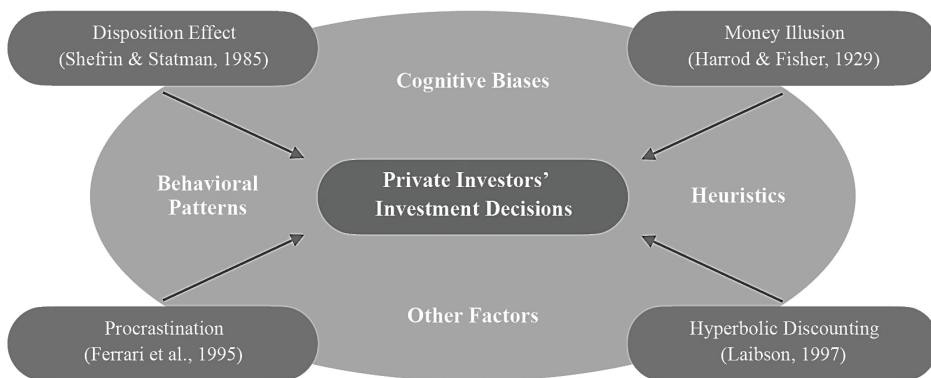 Disposition Effect
(Shefrin & Statman, 1985)
Money Illusion
(Harrod & Fisher, 1929)
Cognitive Biases
Behavioral
Patterns
Private Investors’
Investment Decisions
Heuristics
Other Factors
Procrastination
(Ferrari et al., 1995)
Hyperbolic Discounting
(Laibson, 1997)